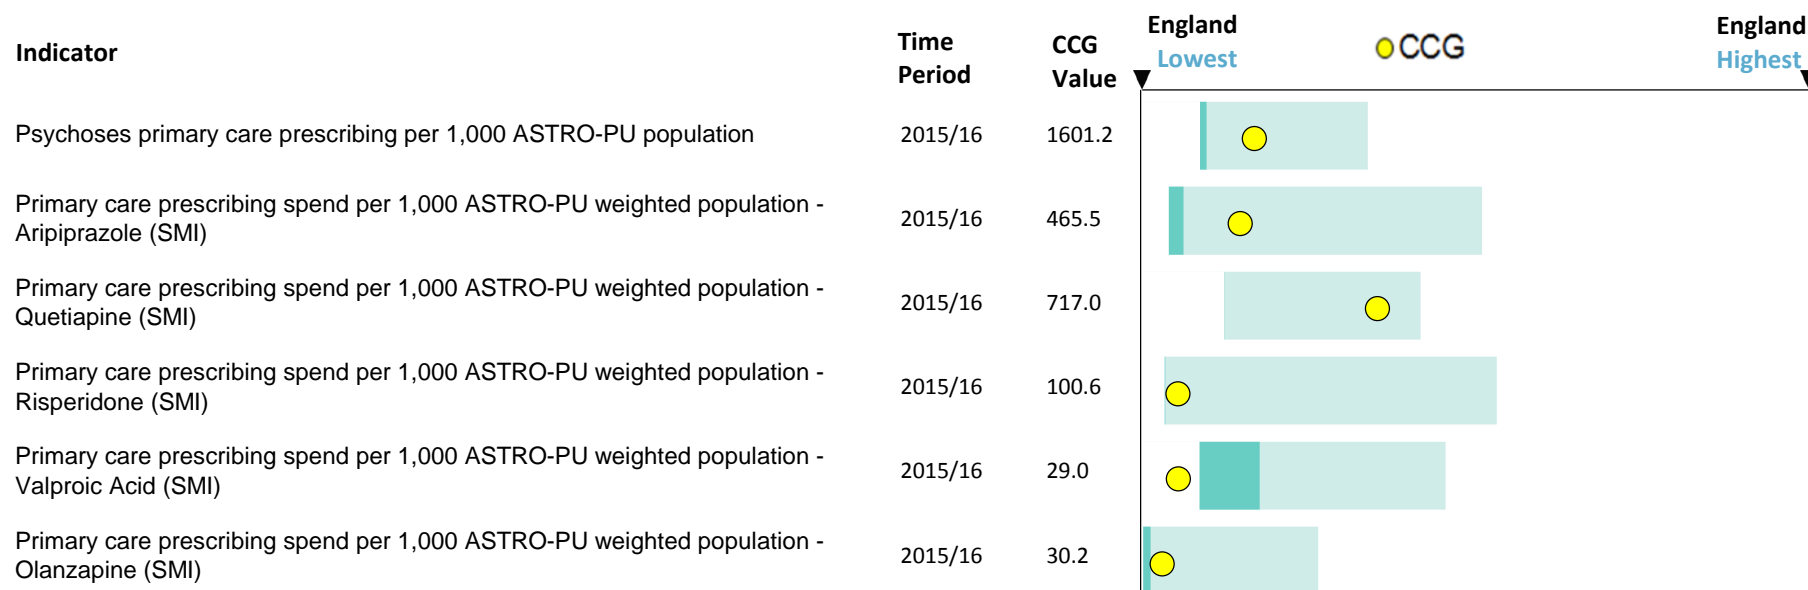 Indicator
Time
Period
CCG
Value
England
Lowest
CCG
England
Highest
Psychoses primary care prescribing per 1,000 ASTRO-PU population
2015/16
1601.2
Primary care prescribing spend per 1,000 ASTRO-PU weighted population -
Aripiprazole (SMI)
2015/16
465.5
Primary care prescribing spend per 1,000 ASTRO-PU weighted population -
Quetiapine (SMI)
2015/16
717.0
Primary care prescribing spend per 1,000 ASTRO-PU weighted population -
Risperidone (SMI)
2015/16
100.6
Primary care prescribing spend per 1,000 ASTRO-PU weighted population -
Valproic Acid (SMI)
2015/16
29.0
Primary care prescribing spend per 1,000 ASTRO-PU weighted population -
Olanzapine (SMI)
2015/16
30.2